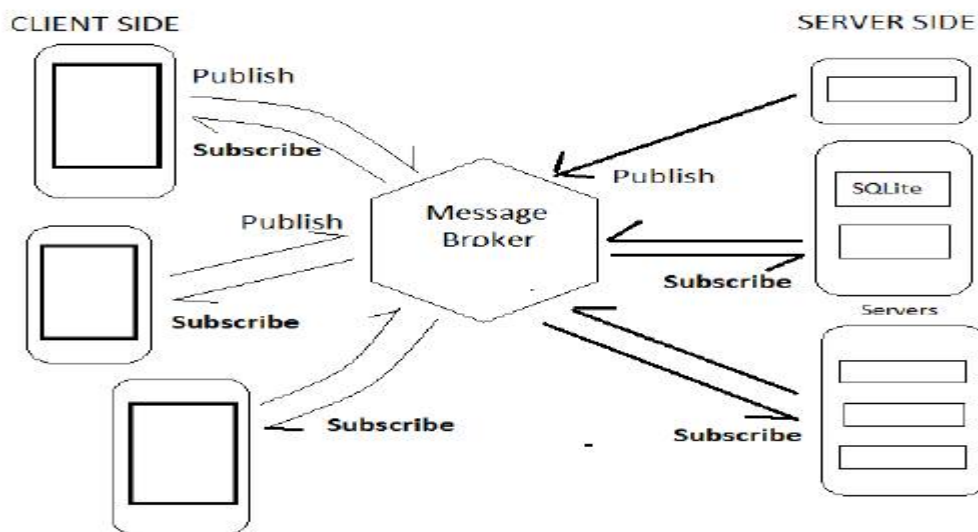 CLIENT SIDE
SERVER SIDE
Publish
Subscribe
Publish
SQLite
Publish
Message
Broker
Subscribe
Servers
Subscribe
Subscribe
Subscribe